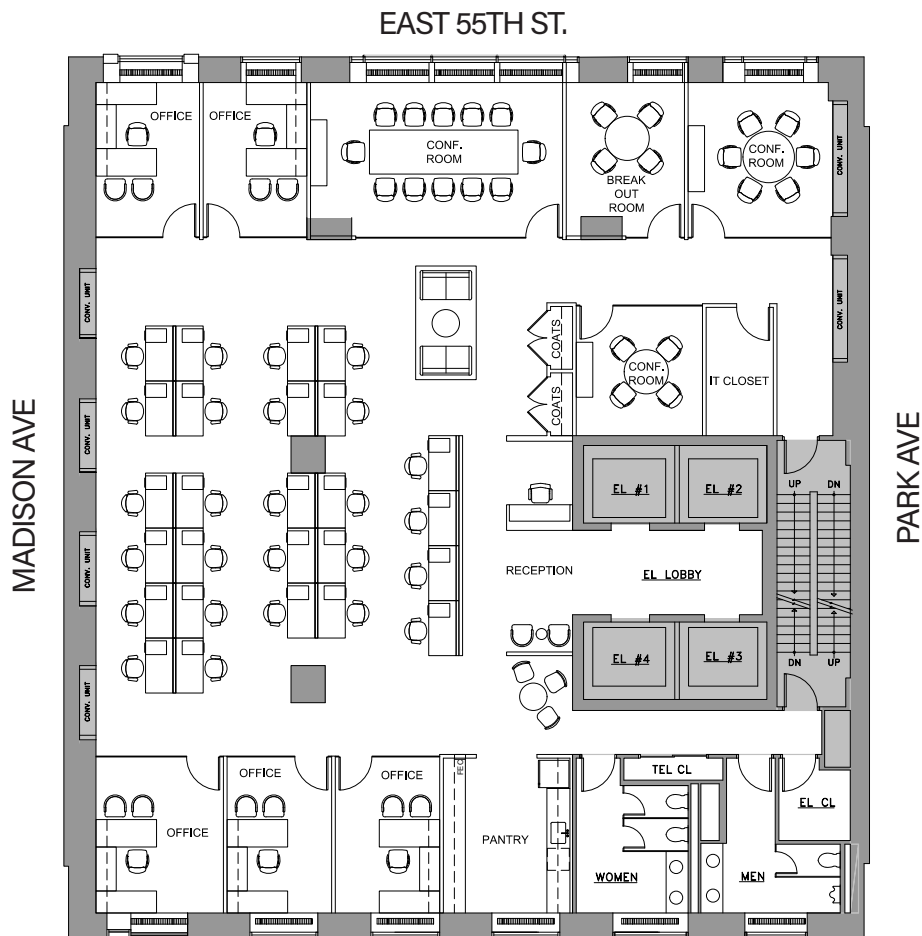 EAST 55TH ST.
OFFICE
OFFICE
CONF.
ROOM
BREAK
OUT
ROOM
CONF.
ROOM
CONV. UNIT
CONV. UNIT
CONV. UNIT
COATS
COATS
CONF.
ROOM
IT CLOSET
MADISON AVE
PARK AVE
CONV. UNIT
EL #1
EL #2
UP
DN
RECEPTION
EL LOBBY
CONV. UNIT
EL #4
EL #3
DN
UP
CONV. UNIT
OFFICE
OFFICE
OFFICE
F.E.C.
TEL CL
EL CL
PANTRY
WOMEN
MEN